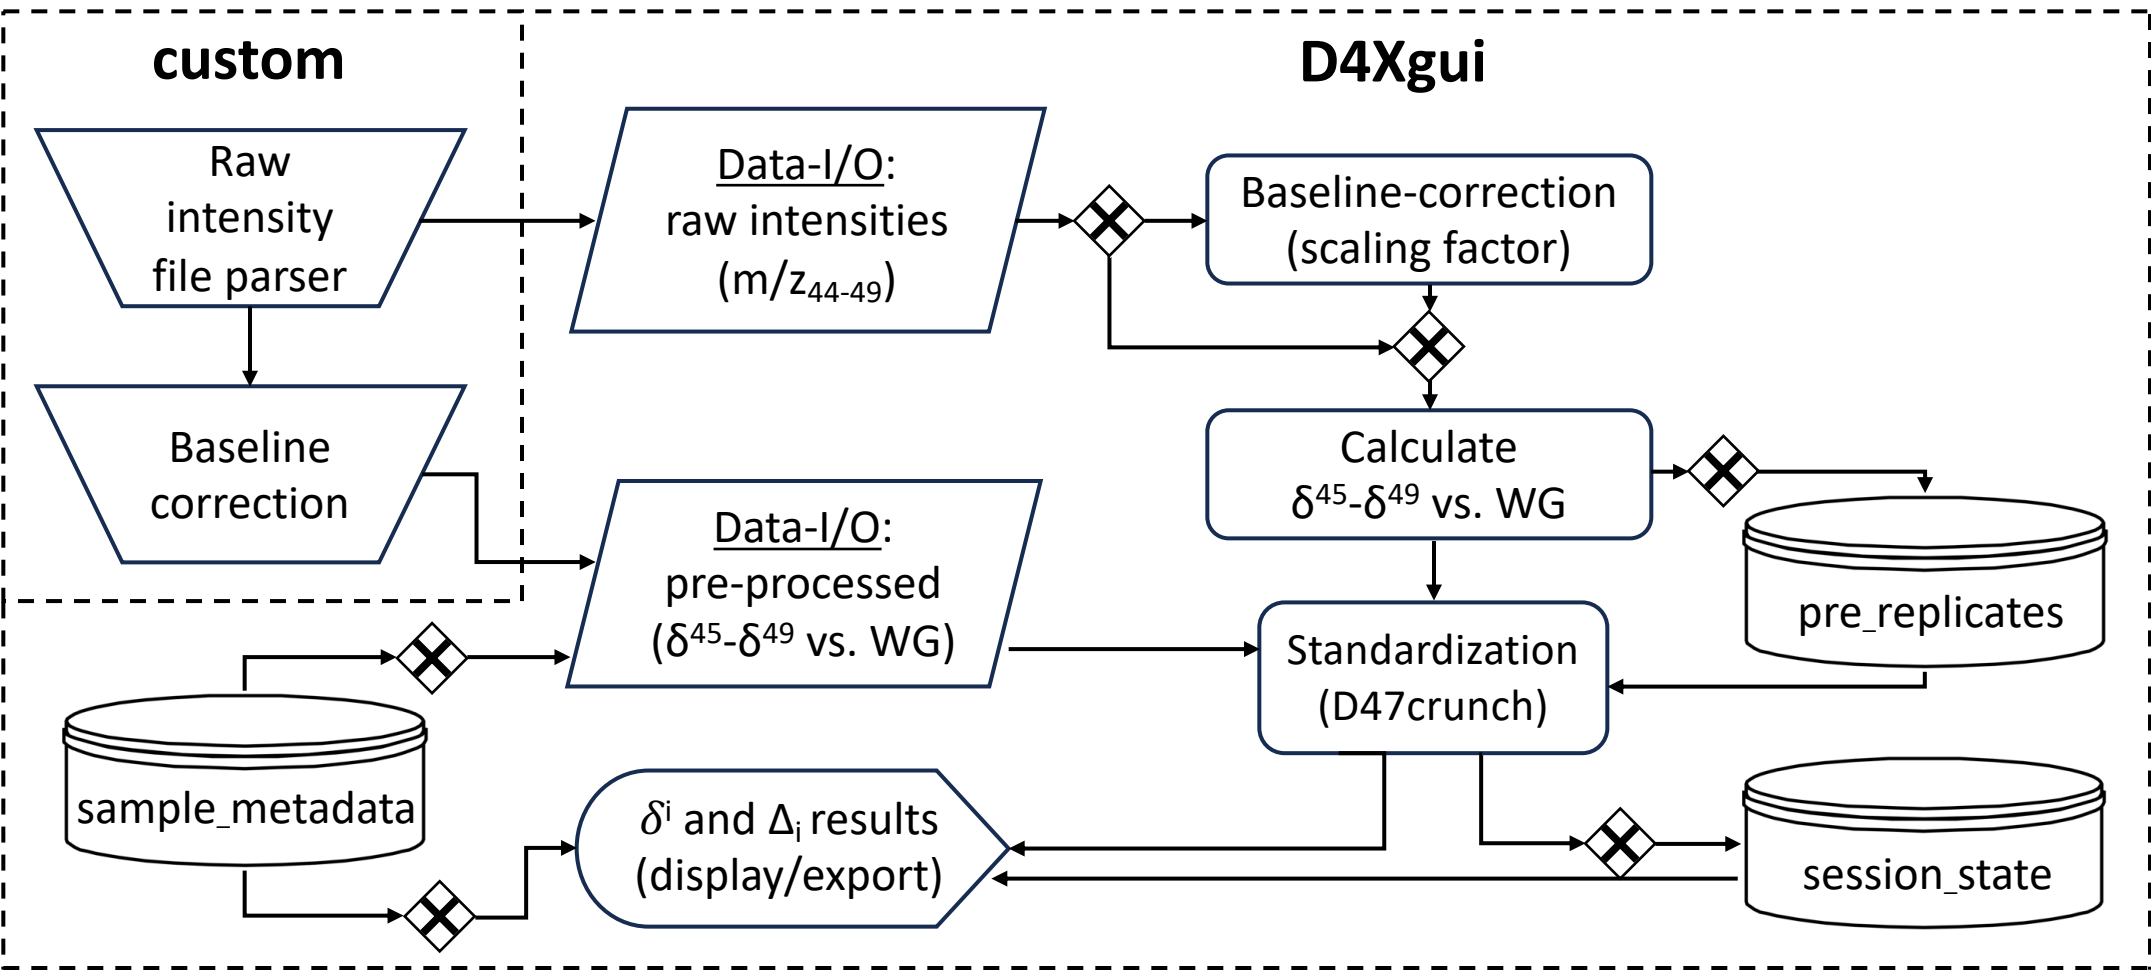 custom
D4Xgui
Raw
intensity
file parser
Data-I/O:
raw intensities
(m/z₄₄₋₄₉)
Baseline-correction
(scaling factor)
Baseline
correction
Data-I/O:
pre-processed
(δ⁴⁵-δ⁴⁹ vs. WG)
Calculate
δ⁴⁵-δ⁴⁹ vs. WG
pre_replicates
Standardization
(D47crunch)
sample_metadata
δⁱ and Δᵢ results
(display/export)
session_state